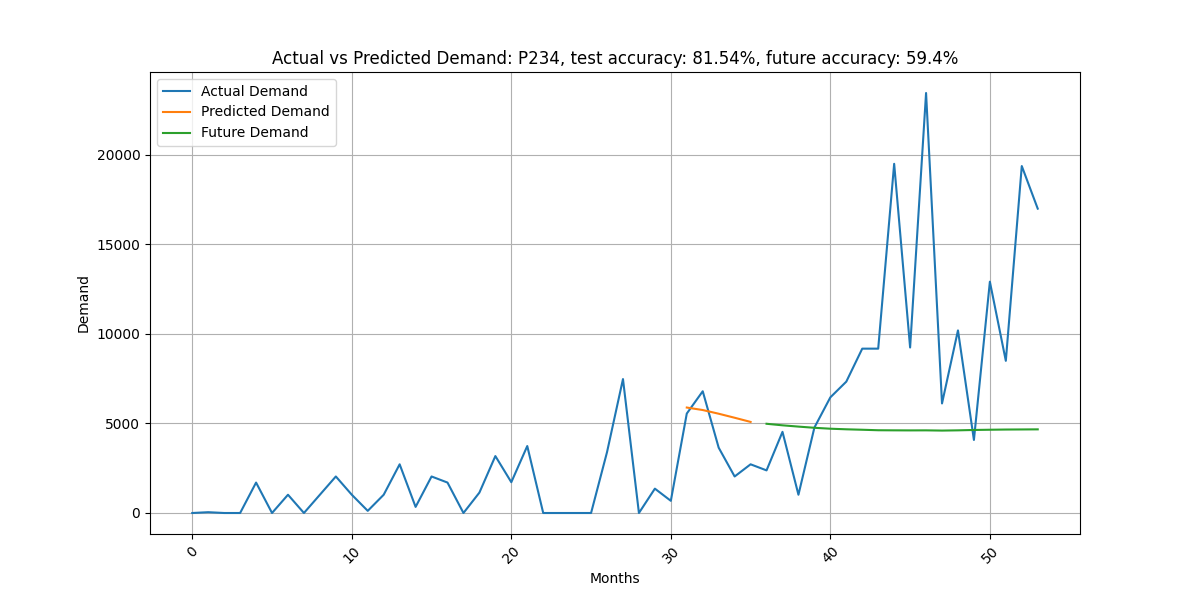 Actual vs Predicted Demand: P234, test accuracy: 81.54%, future accuracy: 59.4%
Actual Demand
Predicted Demand
Future Demand
20000
15000
10000
5000
0
Demand
0
10
20
30
40
50
Months